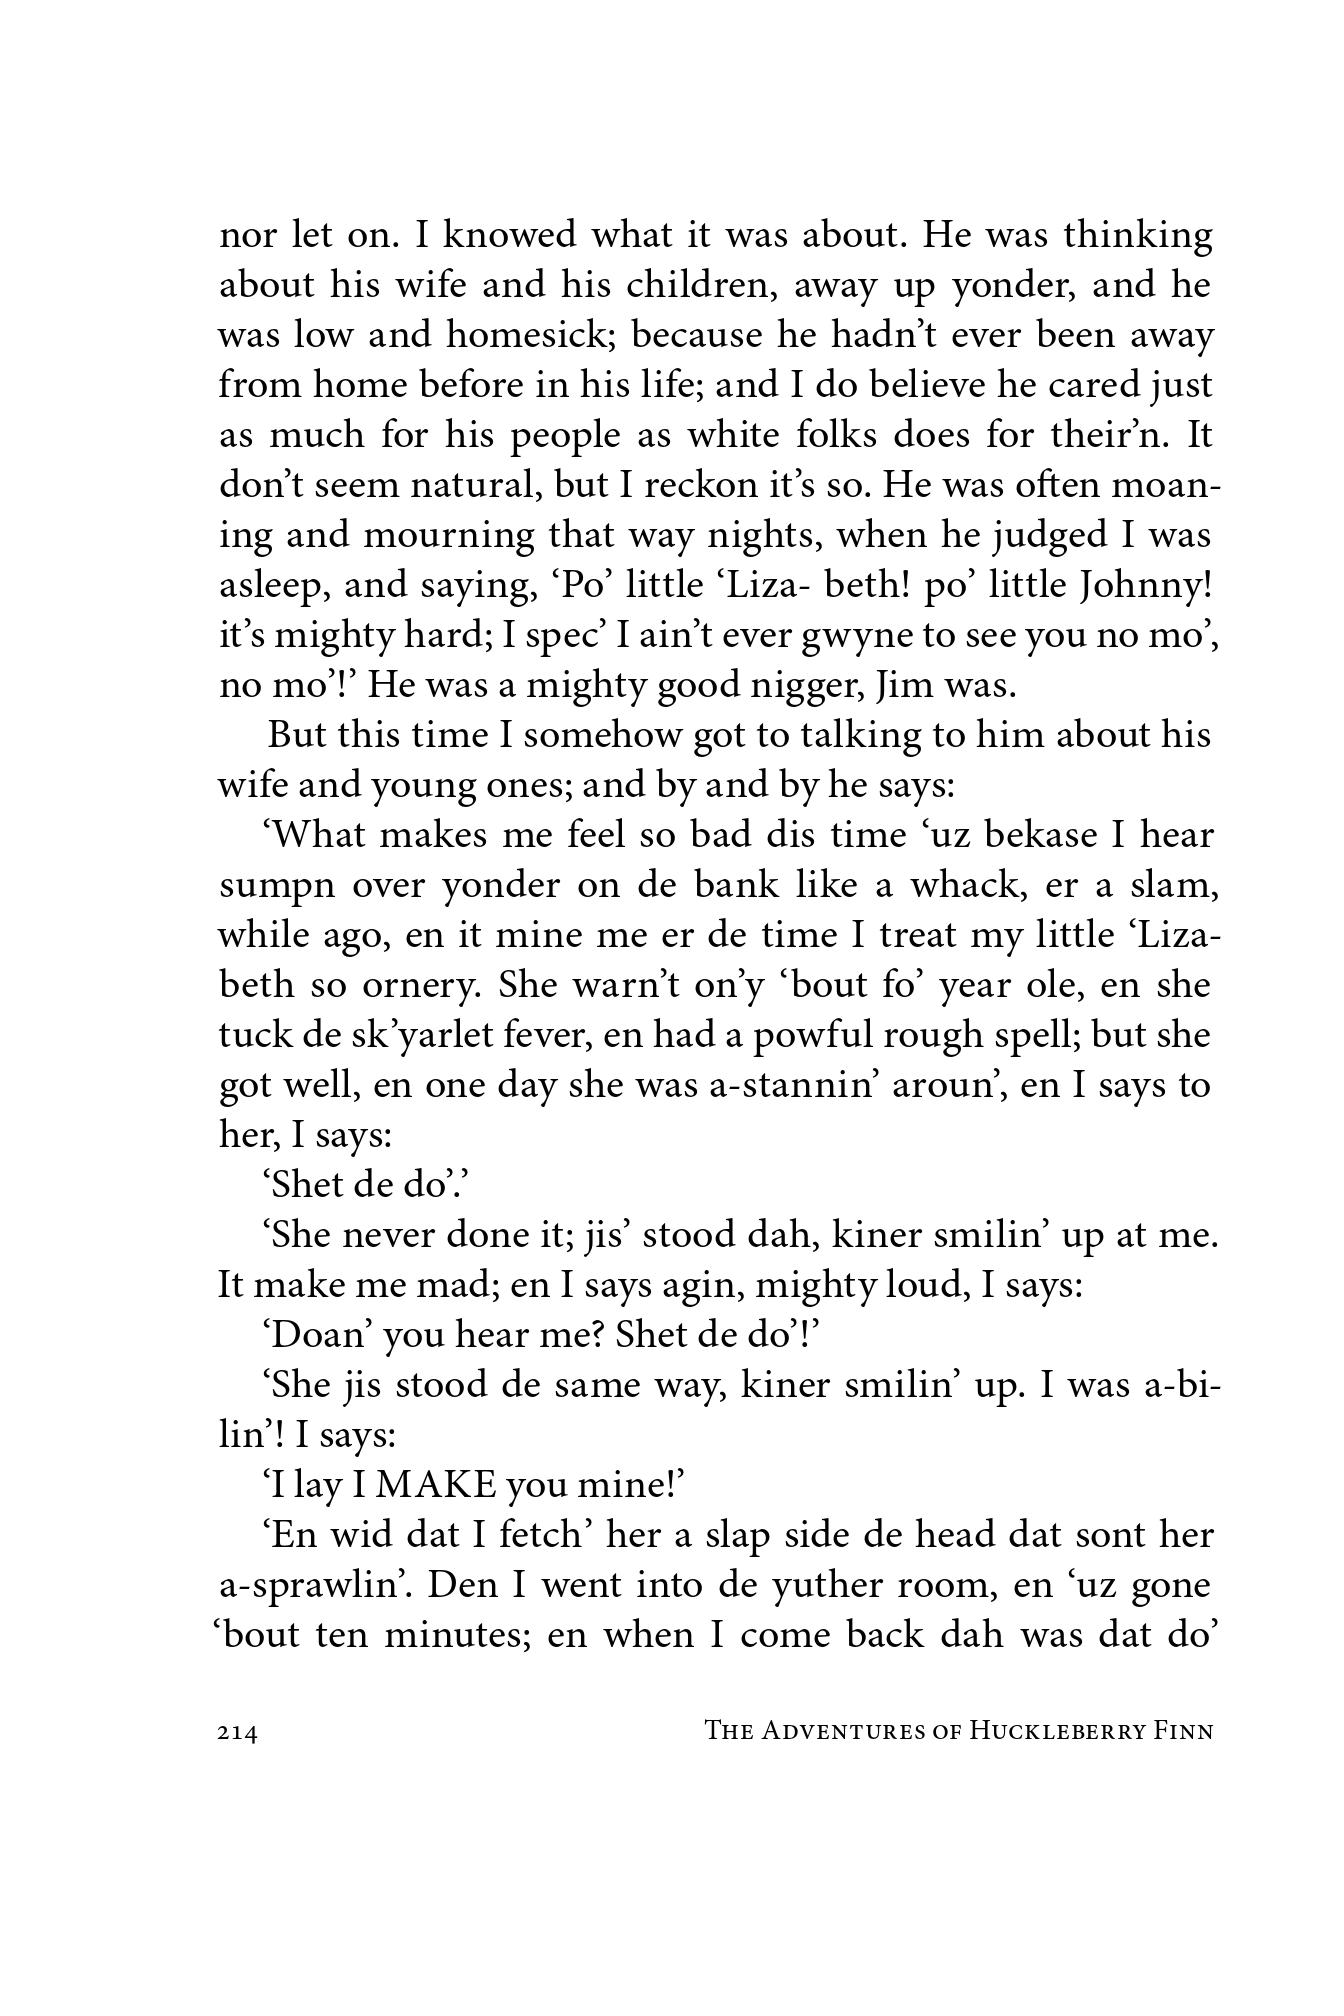 nor let on. I knowed what it was about. He was thinking
about his wife and his children, away up yonder, and he
was low and homesick; because he hadn’t ever been away
from home before in his life; and I do believe he cared just
as much for his people as white folks does for their’n. It
don’t seem natural, but I reckon it’s so. He was often moan-
ing and mourning that way nights, when he judged I was
asleep, and saying, ‘Po’ little ‘Liza- beth! po’ little Johnny!
it’s mighty hard; I spec’ I ain’t ever gwyne to see you no mo’,
no mo’!’ He was a mighty good nigger, Jim was.
But this time I somehow got to talking to him about his
wife and young ones; and by and by he says:
‘What makes me feel so bad dis time ‘uz bekase I hear
sumpn over yonder on de bank like a whack, er a slam,
while ago, en it mine me er de time I treat my little ‘Liza-
beth so ornery. She warn’t on’y ‘bout fo’ year ole, en she
tuck de sk’yarlet fever, en had a powful rough spell; but she
got well, en one day she was a-stannin’ aroun’, en I says to
her, I says:
‘Shet de do’.’
‘She never done it; jis’ stood dah, kiner smilin’ up at me.
It make me mad; en I says agin, mighty loud, I says:
‘Doan’ you hear me? Shet de do’!’
‘She jis stood de same way, kiner smilin’ up. I was a-bi-
lin’! I says:
‘I lay I MAKE you mine!’
‘En wid dat I fetch’ her a slap side de head dat sont her
a-sprawlin’. Den I went into de yuther room, en ‘uz gone
‘bout ten minutes; en when I come back dah was dat do’
214 The Adventures of Huckleberry Finn